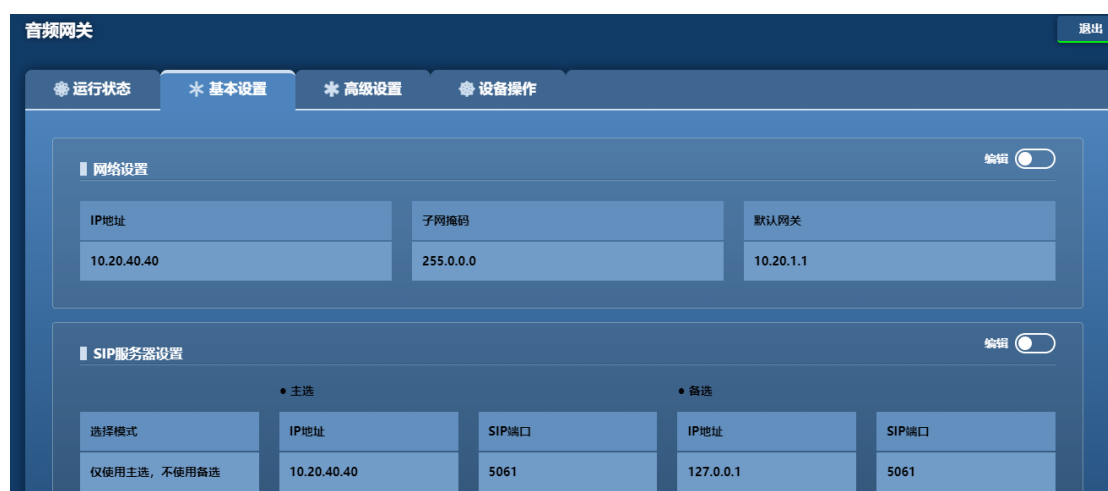 音频网关
退出
运行状态 基本设置 高级设置 设备操作
网络设置 编辑
IP地址 子网掩码 默认网关
10.20.40.40 255.0.0.0 10.20.1.1
SIP服务器设置 编辑
● 主选 ● 备选
选择模式 IP地址 SIP端口 IP地址 SIP端口
仅使用主选，不使用备选 10.20.40.40 5061 127.0.0.1 5061